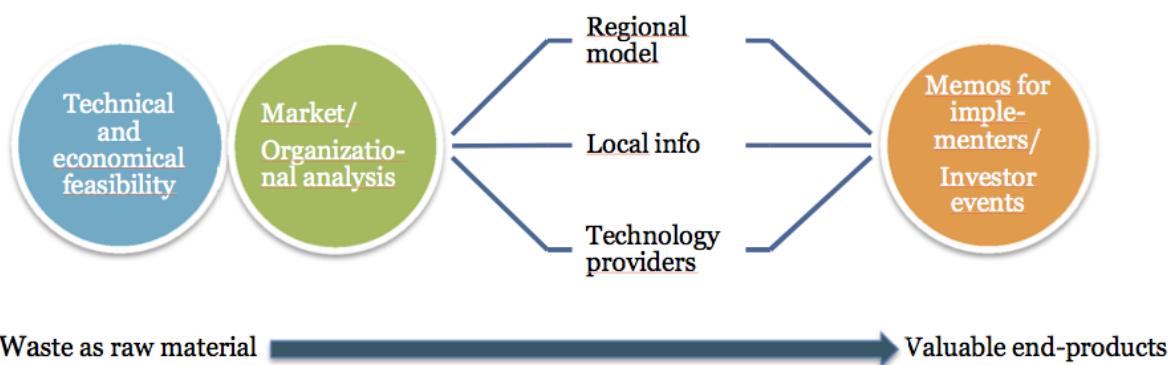 Technical
and
economical
feasibility
Market/
Organizatio-
nal analysis
Regional
model
Local info
Technology
providers
Memos for
imple-
menters/
Investor
events
Waste as raw material
Valuable end-products